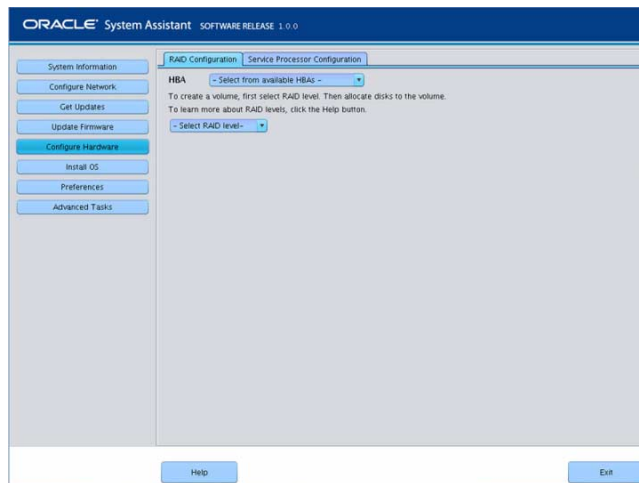 ORACLE® System Assistant SOFTWARE RELEASE 1.0.0
System Information
Configure Network
Get Updates
Update Firmware
Configure Hardware
Install OS
Preferences
Advanced Tasks
RAID Configuration
Service Processor Configuration
HBA - Select from available HBAs -
To create a volume, first select RAID level. Then allocate disks to the volume.
To learn more about RAID levels, click the Help button.
- Select RAID level-
Help
Exit